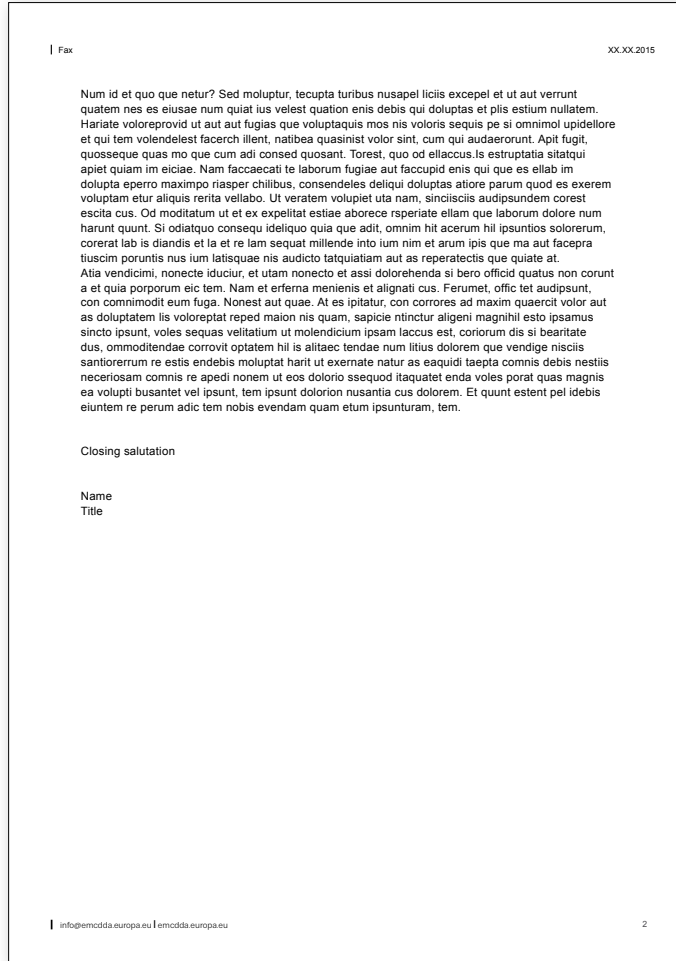 Fax
XX.XX.2015
Num id et quo que netur? Sed moluptur, tecupta turibus nusapel liciis excepel et ut aut verrunt
quatem nes es eiusae num quiat ius velest quation enis debis qui doluptas et plis estium nullatem.
Hariate voloreprovid ut aut aut fugias que voluptaquis mos nis voloris sequis pe si omnimol upidellore
et qui tem volendelest facerch illent, natibea quasinist volor sint, cum qui audaerorunt. Apit fugit,
quosseque quas mo que cum adi consed quosant. Torest, quo od ellaccus.Is estruptatia sitatqui
apiet quiam im eiciae. Nam faccaecati te laborum fugiae aut faccupid enis qui que es ellab im
dolupta eperro maximpo riasper chilibus, consendeles deliqui doluptas atiore parum quod es exerem
voluptam etur aliquis rerita vellabo. Ut veratem volupiet uta nam, sinciisciis audipsundem corest
escita cus. Od moditatum ut et ex expelitat estiae aborece rsperiate ellam que laborum dolore num
harunt quunt. Si odiatquo consequ ideliquo quia que adit, omnim hit acerum hil ipsuntios solorerum,
corerat lab is diandis et la et re lam sequat millende into ium nim et arum ipis que ma aut facepra
tiuscim poruntis nus ium latisquae nis audicto tatquiatiam aut as reperatectis que quiate at.
Atia vendicimi, nonecte iduciur, et utam nonecto et assi dolorehenda si bero officid quatus non corunt
a et quia porporum eic tem. Nam et erferna menienis et alignati cus. Ferumet, offic tet audipsunt,
con comnimodit eum fuga. Nonest aut quae. At es ipitatur, con corrores ad maxim quaercit volor aut
as doluptatem lis voloreptat reped maion nis quam, sapicie ntinctur aligeni magnihil esto ipsamus
sincto ipsunt, voles sequas velitatium ut molendicium ipsam laccus est, coriorum dis si bearitate
dus, ommoditendae corrovit optatem hil is alitaec tendae num litius dolorem que vendige nisciis
santiorerrum re estis endebis moluptat harit ut exernate natur as eaquidi taepta comnis debis nestiis
neceriosam comnis re apedi nonem ut eos dolorio ssequod itaquatet enda voles porat quas magnis
ea volupti busantet vel ipsunt, tem ipsunt dolorion nusantia cus dolorem. Et quunt estent pel idebis
eiuntem re perum adic tem nobis evendam quam etum ipsunturam, tem.
Closing salutation
Name
Title
info@emcdda.europa.eu | emcdda.europa.eu
2